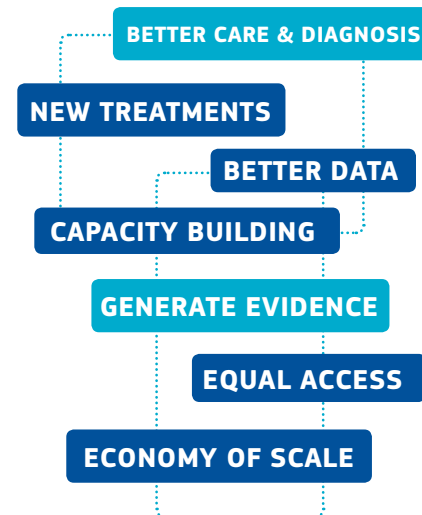 BETTER CARE & DIAGNOSIS
NEW TREATMENTS
BETTER DATA
CAPACITY BUILDING
GENERATE EVIDENCE
EQUAL ACCESS
ECONOMY OF SCALE